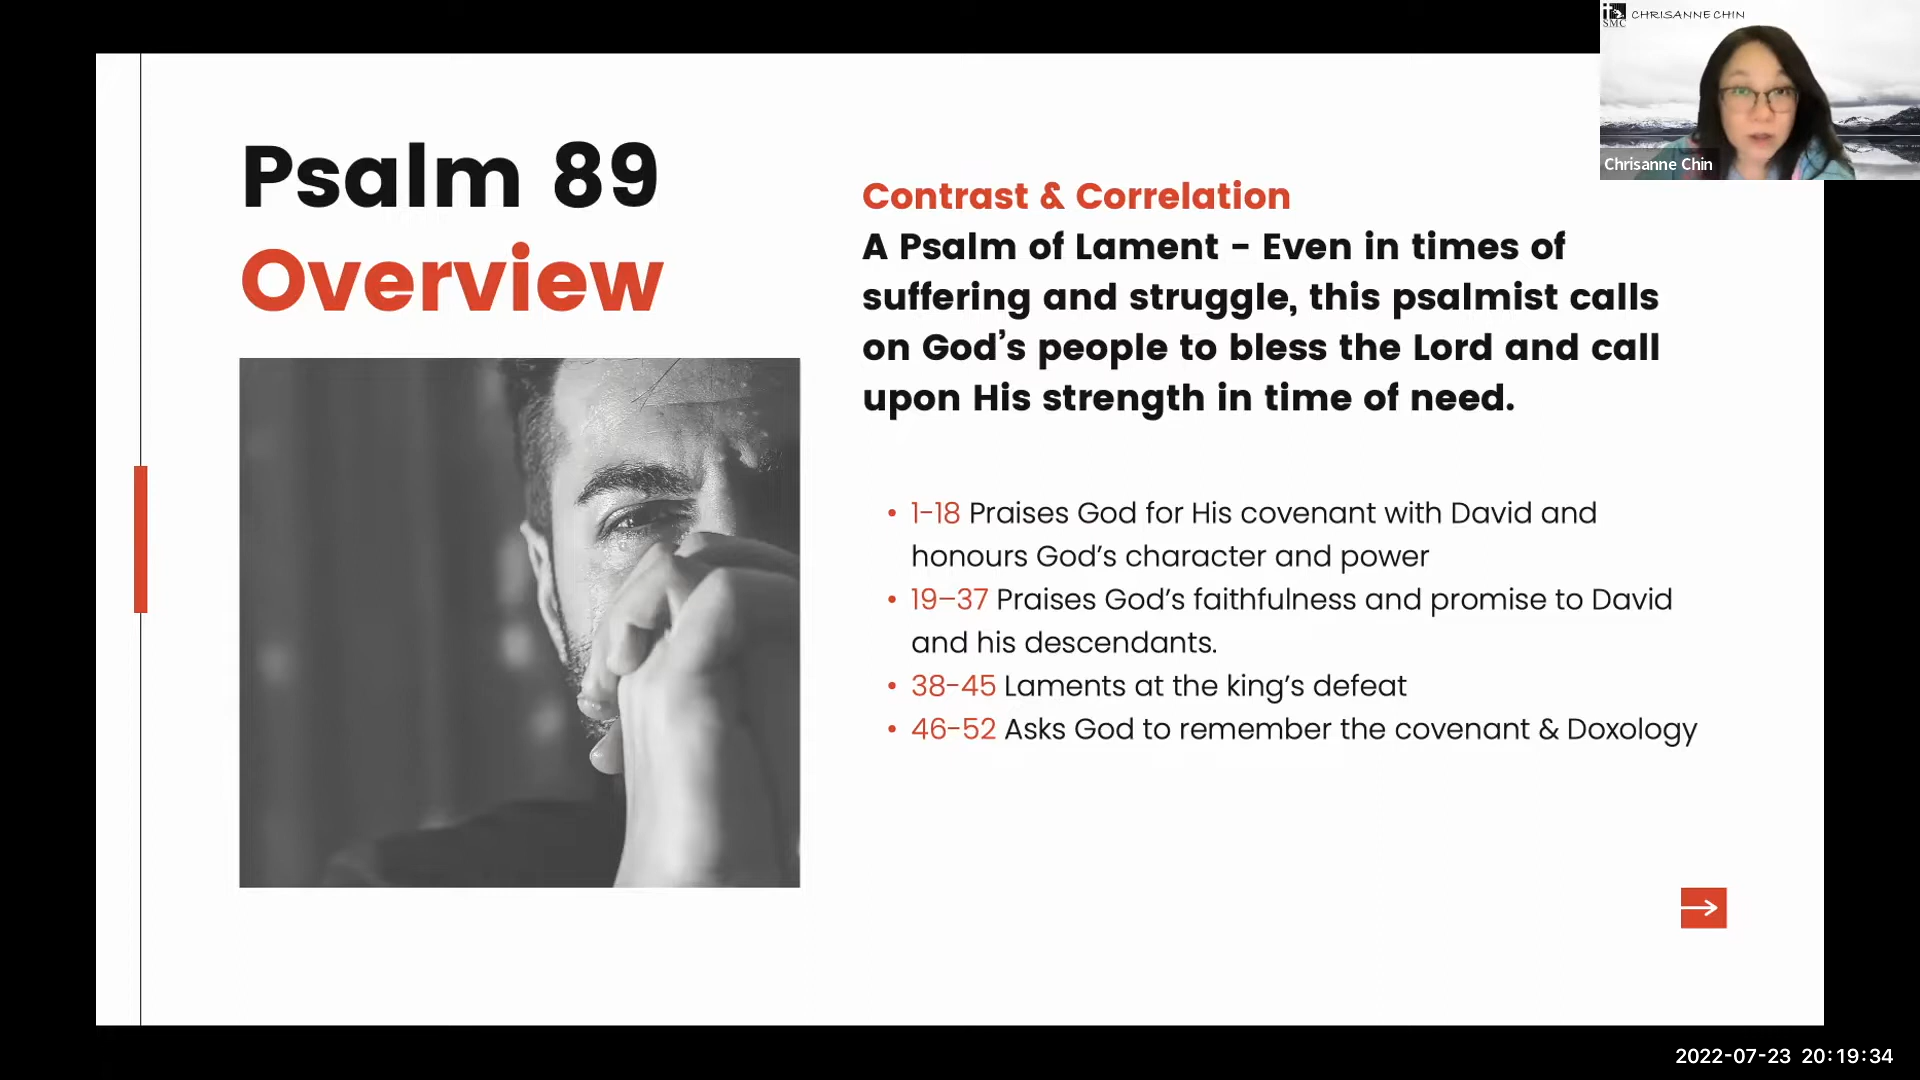 SMC
CHRISANNE CHIN
Chrisanne Chin
Psalm 89
Overview
Contrast & Correlation
A Psalm of Lament - Even in times of
suffering and struggle, this psalmist calls
on God's people to bless the Lord and call
upon His strength in time of need.
• 1-18 Praises God for His covenant with David and
honours God's character and power
• 19–37 Praises God's faithfulness and promise to David
and his descendants.
• 38-45 Laments at the king's defeat
• 46-52 Asks God to remember the covenant & Doxology
2022-07-23 20:19:34